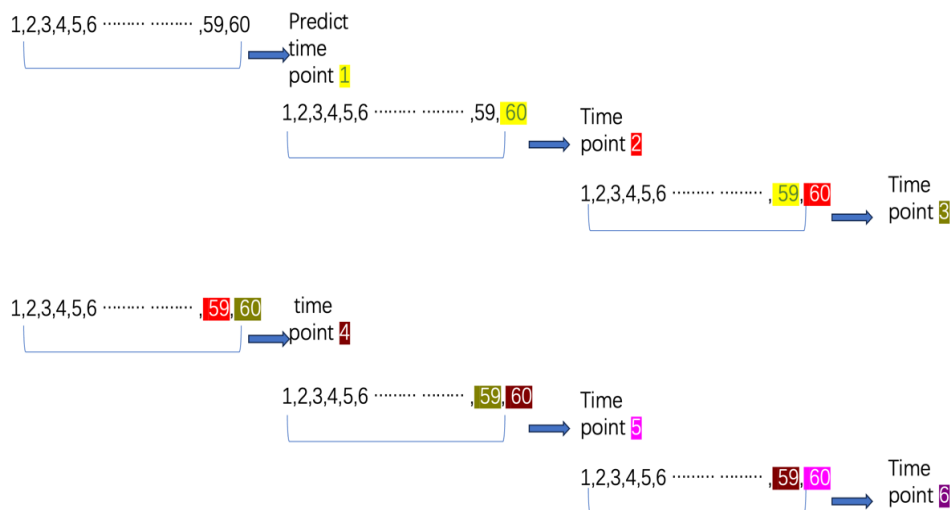 1,2,3,4,5,6 ……… ……… ,59,60
Predict
time
point 1
1,2,3,4,5,6 ……… ……… ,59, 60
Time
point 2
1,2,3,4,5,6 ……… ……… , 59, 60
Time
point 3
1,2,3,4,5,6 ……… ……… , 59, 60
time
point 4
1,2,3,4,5,6 ……… ……… , 59, 60
Time
point 5
1,2,3,4,5,6 ……… ……… , 59, 60
Time
point 6